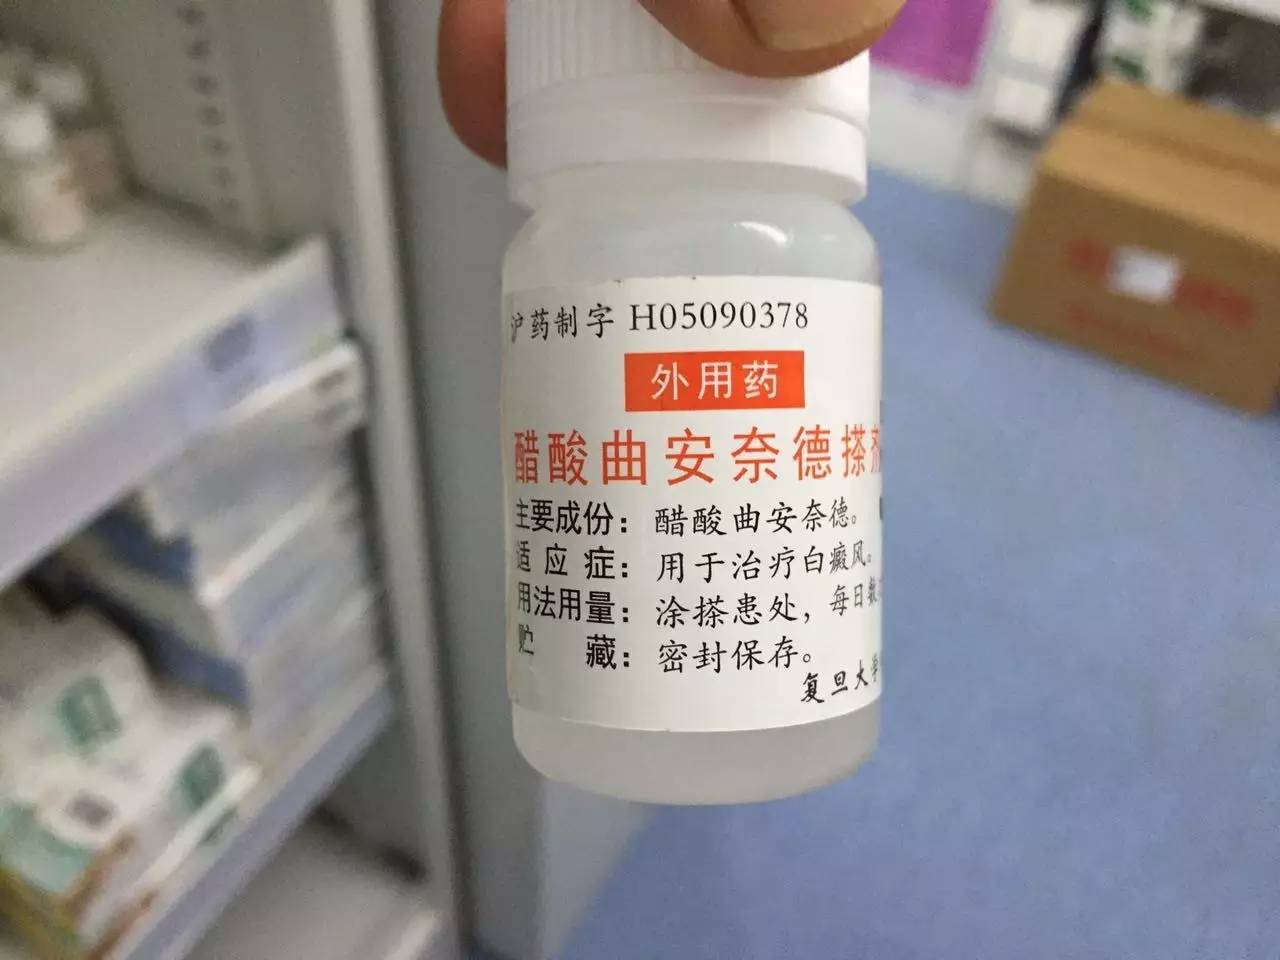 沪药制字 H05090378
外用药
醋酸曲安奈德搽剂
主要成份：醋酸曲安奈德。
适应症：用于治疗白癜风。
用法用量：涂搽患处，每日数
贮藏：密封保存。
复旦大学